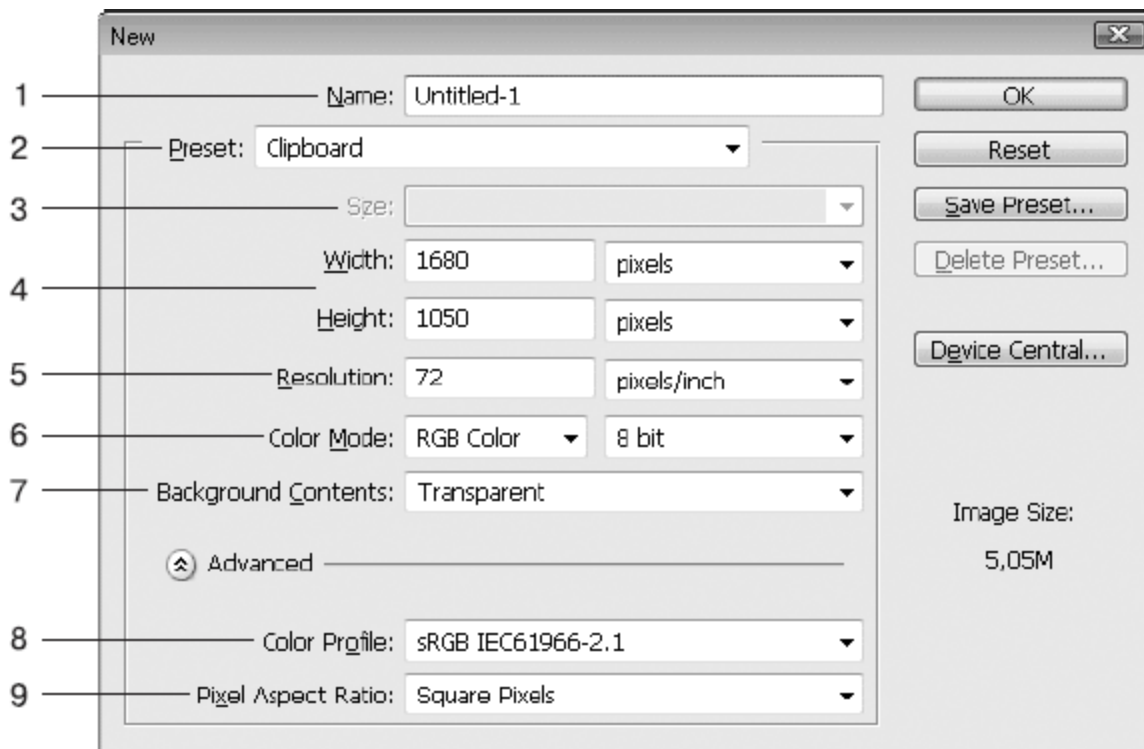 New
1 Name: Untitled-1 OK
2 Preset: Clipboard Reset
3 Size: Save Preset...
Width: 1680 pixels Delete Preset...
4
Height: 1050 pixels
Device Central...
5 Resolution: 72 pixels/inch
6 Color Mode: RGB Color 8 bit
7 Background Contents: Transparent
Image Size:
Advanced 5,05M
8 Color Profile: sRGB IEC61966-2.1
9 Pixel Aspect Ratio: Square Pixels